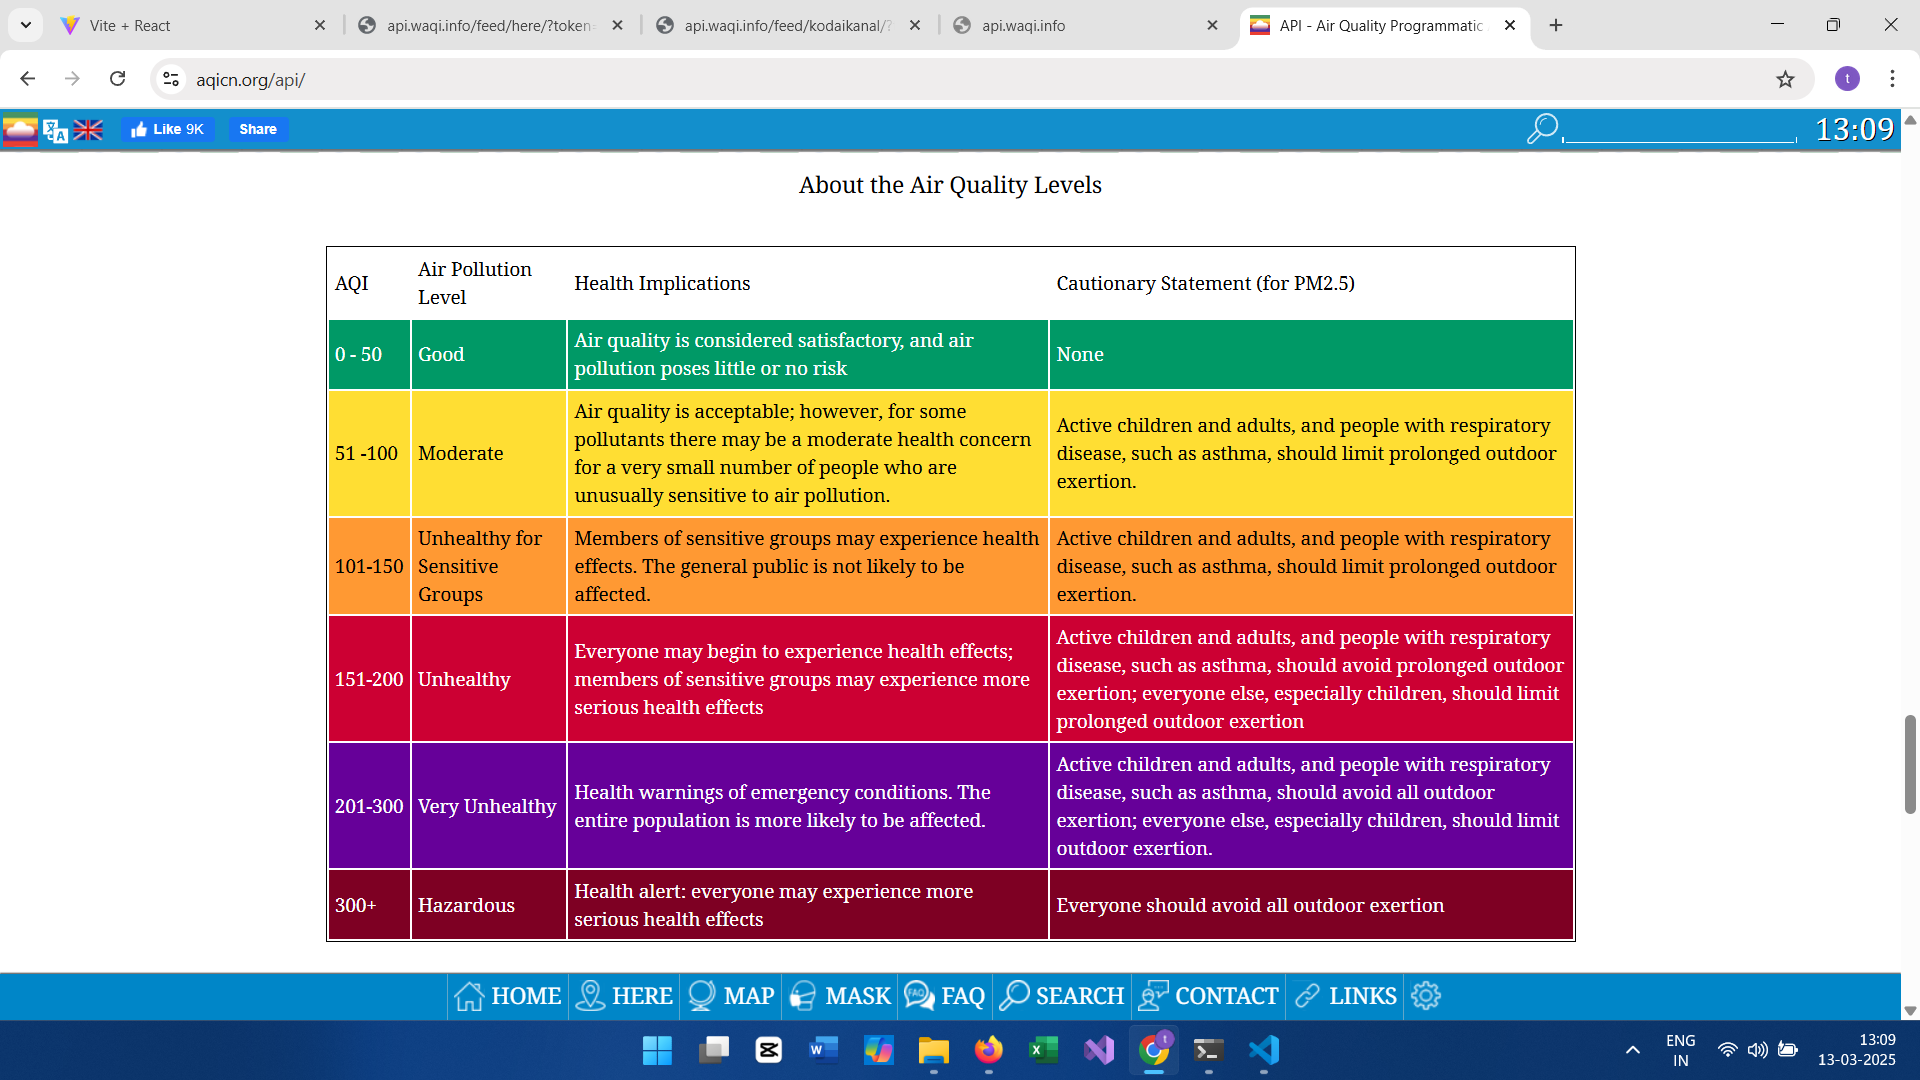 Vite + React
api.waqi.info/feed/here/?token=
api.waqi.info/feed/kodaikanal/?
api.waqi.info
API - Air Quality Programmatic
aqicn.org/api/
t
Like 9K
Share
13:09
About the Air Quality Levels
AQI
Air Pollution
Level
Health Implications
Cautionary Statement (for PM2.5)
0 - 50
Good
Air quality is considered satisfactory, and air
pollution poses little or no risk
None
51 -100
Moderate
Air quality is acceptable; however, for some
pollutants there may be a moderate health concern
for a very small number of people who are
unusually sensitive to air pollution.
Active children and adults, and people with respiratory
disease, such as asthma, should limit prolonged outdoor
exertion.
101-150
Unhealthy for
Sensitive
Groups
Members of sensitive groups may experience health
effects. The general public is not likely to be
affected.
Active children and adults, and people with respiratory
disease, such as asthma, should limit prolonged outdoor
exertion.
151-200
Unhealthy
Everyone may begin to experience health effects;
members of sensitive groups may experience more
serious health effects
Active children and adults, and people with respiratory
disease, such as asthma, should avoid prolonged outdoor
exertion; everyone else, especially children, should limit
prolonged outdoor exertion
201-300
Very Unhealthy
Health warnings of emergency conditions. The
entire population is more likely to be affected.
Active children and adults, and people with respiratory
disease, such as asthma, should avoid all outdoor
exertion; everyone else, especially children, should limit
outdoor exertion.
300+
Hazardous
Health alert: everyone may experience more
serious health effects
Everyone should avoid all outdoor exertion
HOME
HERE
MAP
MASK
FAQ
FAQ
SEARCH
CONTACT
LINKS
t
ENG
IN
13:09
13-03-2025